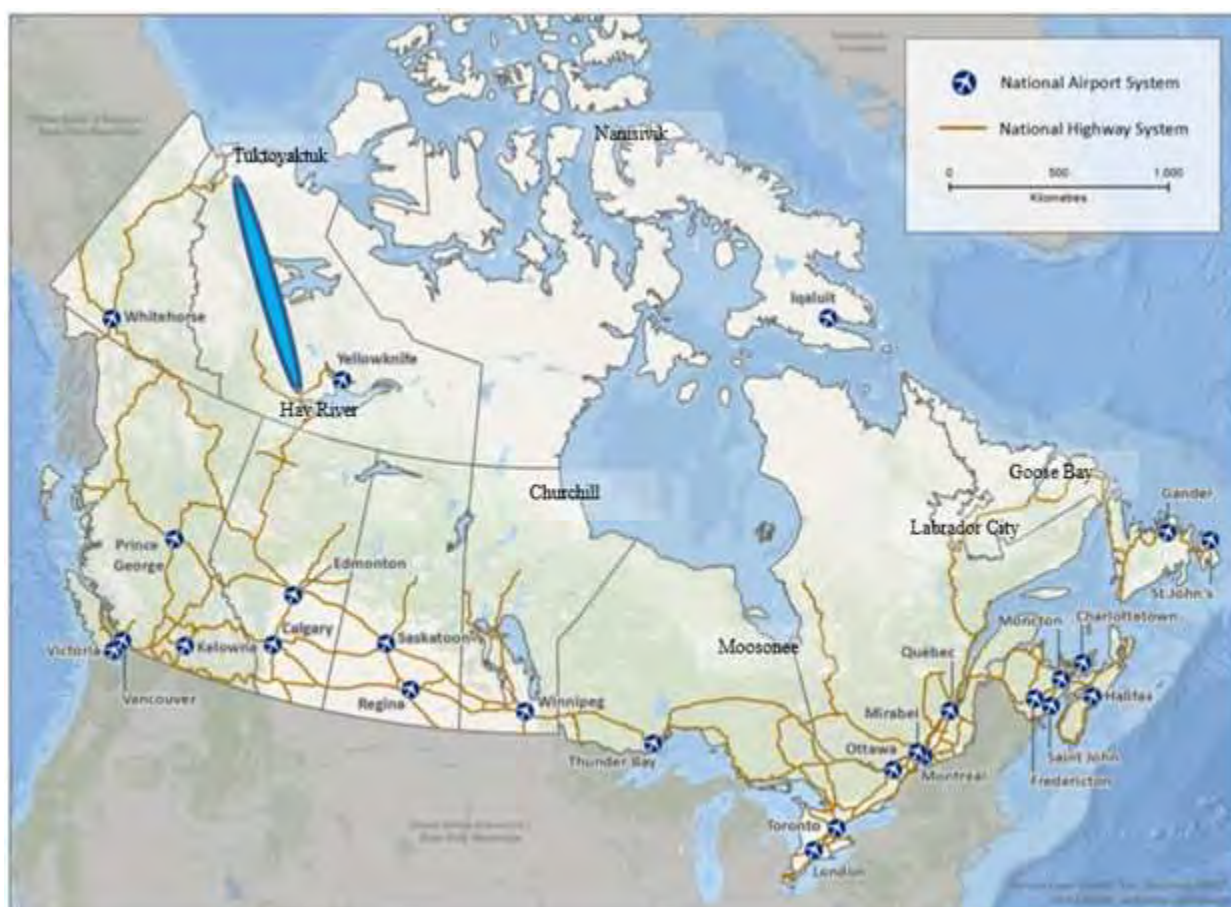 National Airport System
National Highway System
0 500 1,000
Kilometres
Nanisivik
Tuktoyaktuk
Iqaluit
Whitehorse
Yellowknife
Hay River
Churchill
Goose Bay
Gander
Labrador City
Prince
George
Edmonton
St John's
Moncton
Charlottetown
Victoria
Kelowna
Calgary
Saskatoon
Moosonee
Québec
Vancouver
Regina
Winnipeg
Mirabel
Halifax
Thunder Bay
Ottawa
Montréal
Saint John
Fredericton
Toronto
London